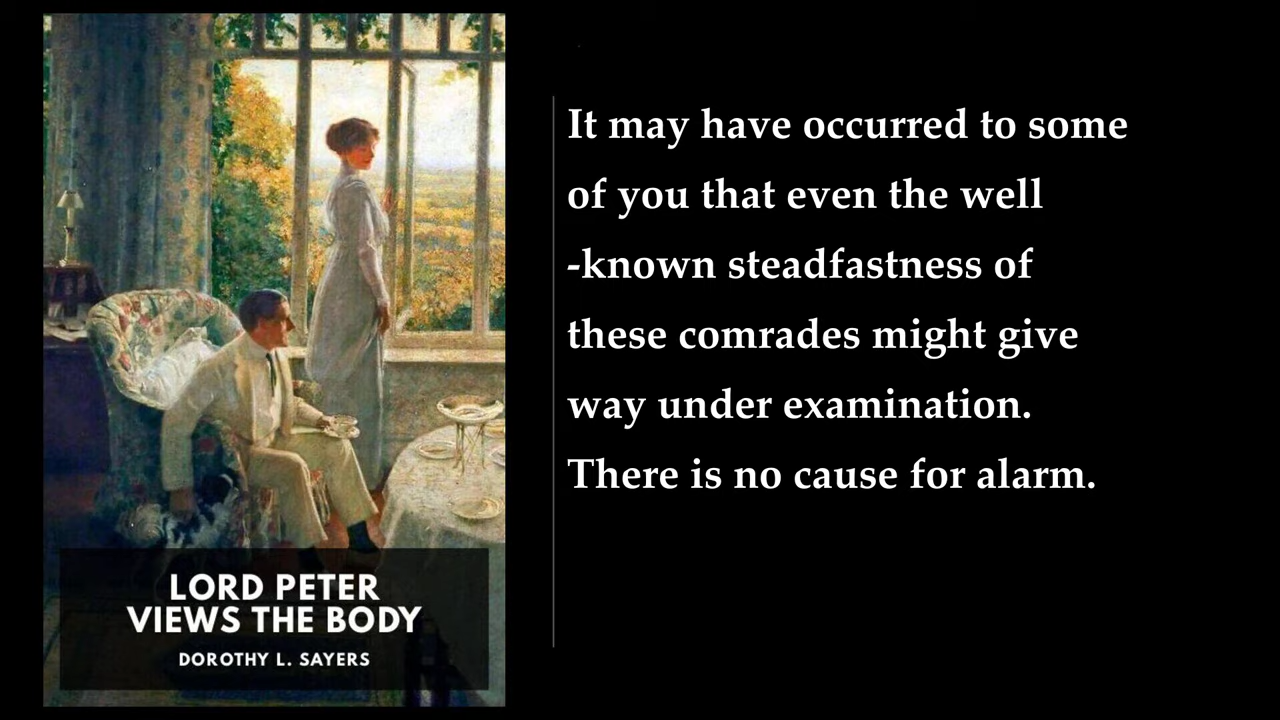 LORD PETER
VIEWS THE BODY
DOROTHY L. SAYERS
It may have occurred to some
of you that even the well
-known steadfastness of
these comrades might give
way under examination.
There is no cause for alarm.